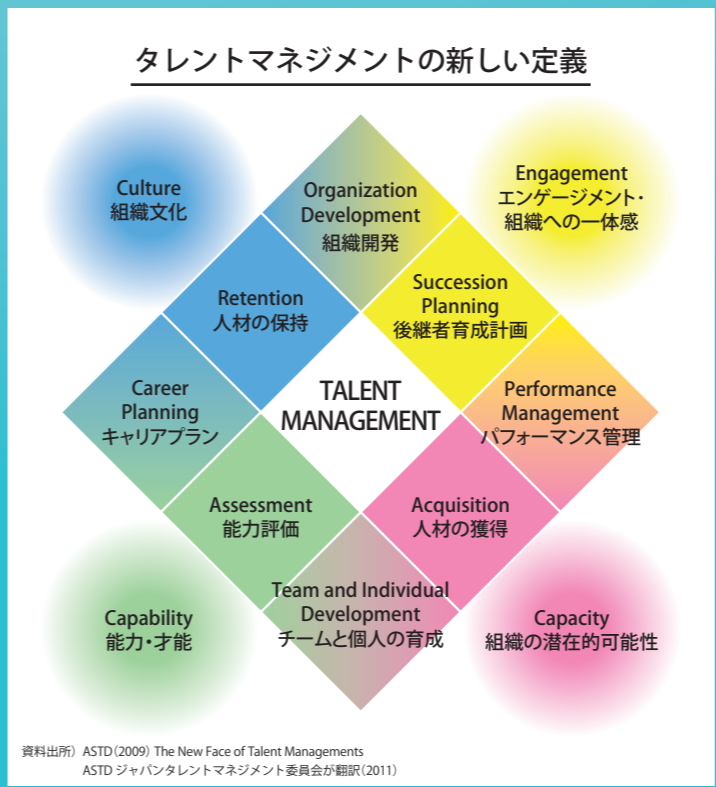 タレントマネジメントの新しい定義
Culture
組織文化
Organization
Development
組織開発
Engagement
エンゲージメント・
組織への一体感
Retention
人材の保持
Succession
Planning
後継者育成計画
Career
Planning
キャリアプラン
TALENT
MANAGEMENT
Performance
Management
パフォーマンス管理
Assessment
能力評価
Acquisition
人材の獲得
Capability
能力・才能
Team and Individual
Development
チームと個人の育成
Capacity
組織の潜在的可能性
資料出所）ASTD（2009）The New Face of Talent Managements
ASTD ジャパンタレントマネジメント委員会が翻訳（2011）